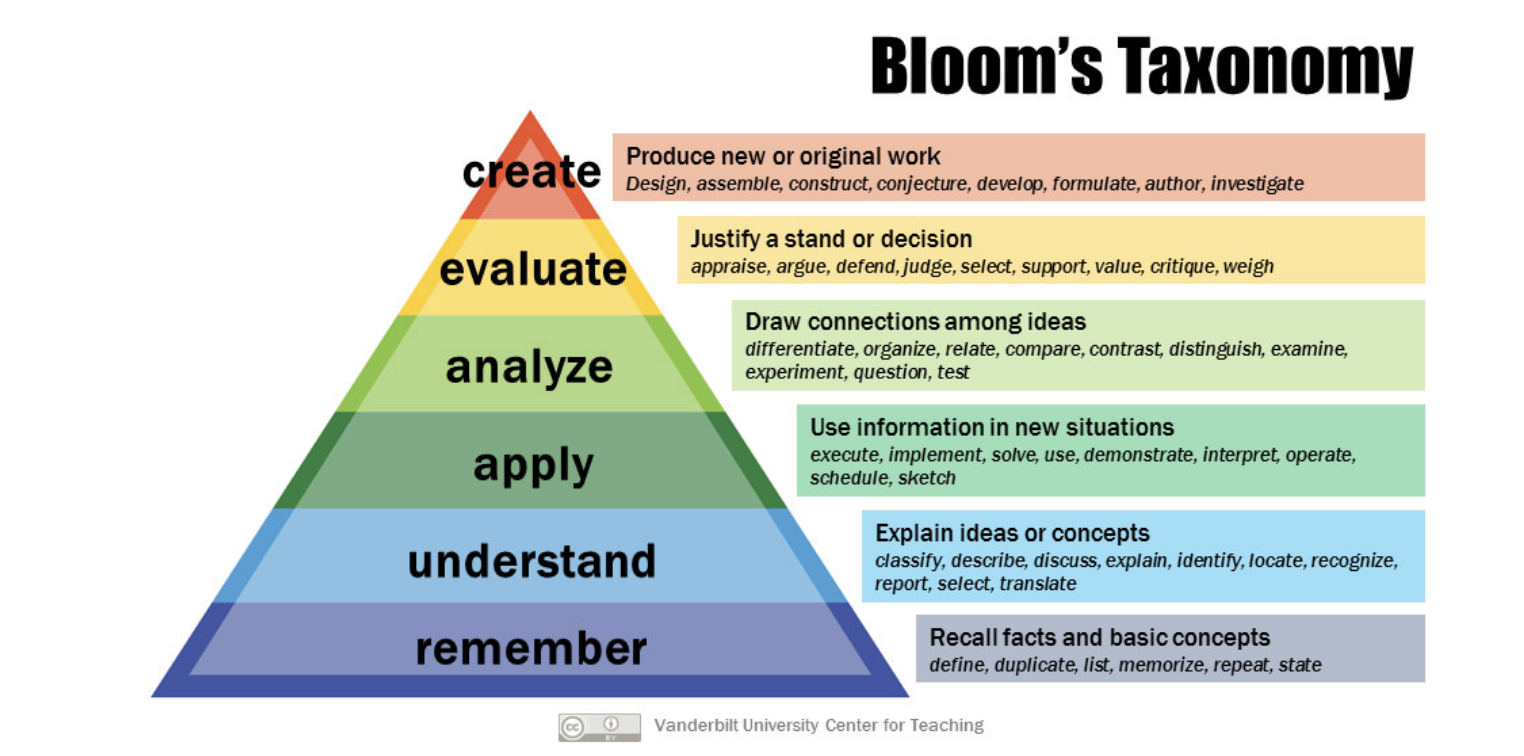 Bloom's Taxonomy
create
Produce new or original work
Design, assemble, construct, conjecture, develop, formulate, author, investigate
evaluate
Justify a stand or decision
appraise, argue, defend, judge, select, support, value, critique, weigh
analyze
Draw connections among ideas
differentiate, organize, relate, compare, contrast, distinguish, examine,
experiment, question, test
apply
Use information in new situations
execute, implement, solve, use, demonstrate, interpret, operate,
schedule, sketch
understand
Explain ideas or concepts
classify, describe, discuss, explain, identify, locate, recognize,
report, select, translate
remember
Recall facts and basic concepts
define, duplicate, list, memorize, repeat, state
cc BY Vanderbilt University Center for Teaching